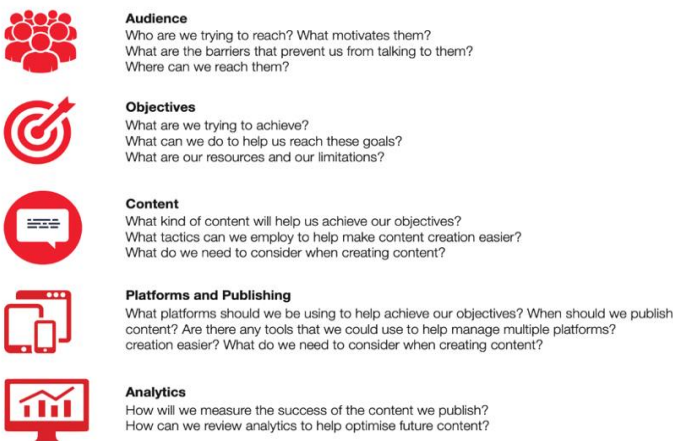 Audience
Who are we trying to reach? What motivates them?
What are the barriers that prevent us from talking to them?
Where can we reach them?
Objectives
What are we trying to achieve?
What can we do to help us reach these goals?
What are our resources and our limitations?
Content
What kind of content will help us achieve our objectives?
What tactics can we employ to help make content creation easier?
What do we need to consider when creating content?
Platforms and Publishing
What platforms should we be using to help achieve our objectives? When should we publish
content? Are there any tools that we could use to help manage multiple platforms?
creation easier? What do we need to consider when creating content?
Analytics
How will we measure the success of the content we publish?
How can we review analytics to help optimise future content?